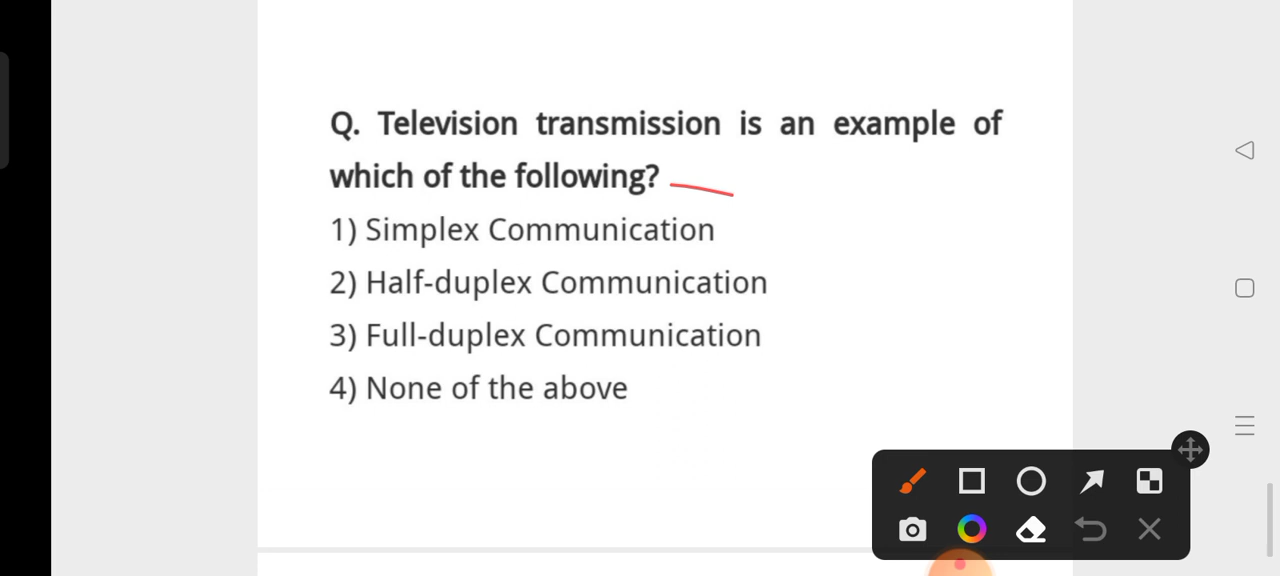 Q. Television transmission is an example of
which of the following?
1) Simplex Communication
2) Half-duplex Communication
3) Full-duplex Communication
4) None of the above